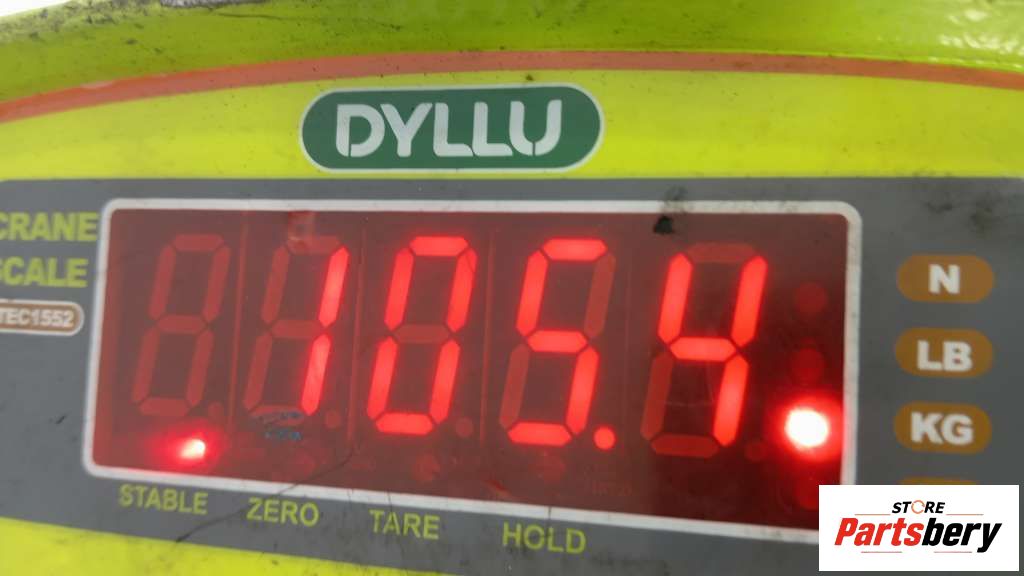 DYLLU
CRANE
SCALE
TEC1552
105.4
N
LB
KG
STABLE ZERO TARE HOLD
STORE
Partsbery